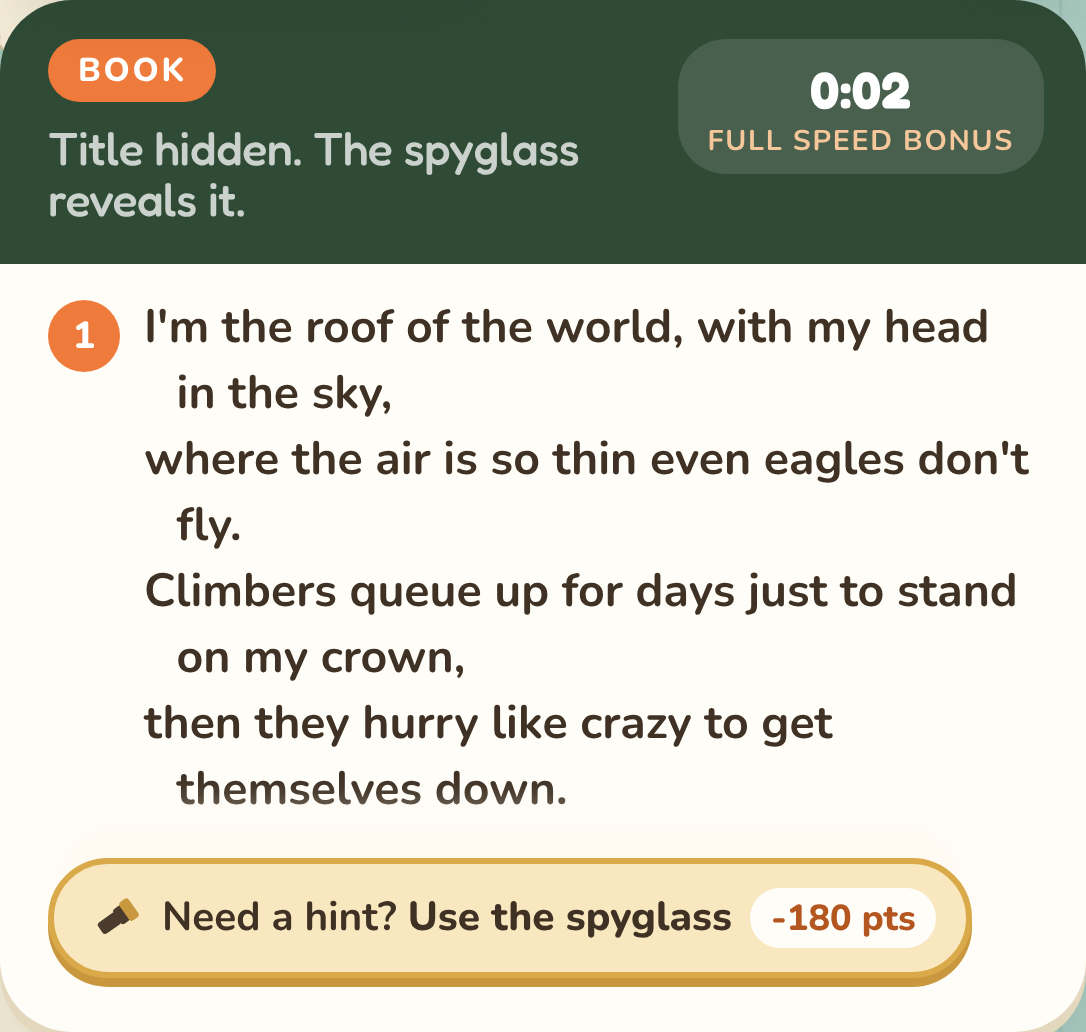 BOOK
0:02
FULL SPEED BONUS
Title hidden. The spyglass
reveals it.
1
I'm the roof of the world, with my head
in the sky,
where the air is so thin even eagles don't
fly.
Climbers queue up for days just to stand
on my crown,
then they hurry like crazy to get
themselves down.
Need a hint? Use the spyglass -180 pts